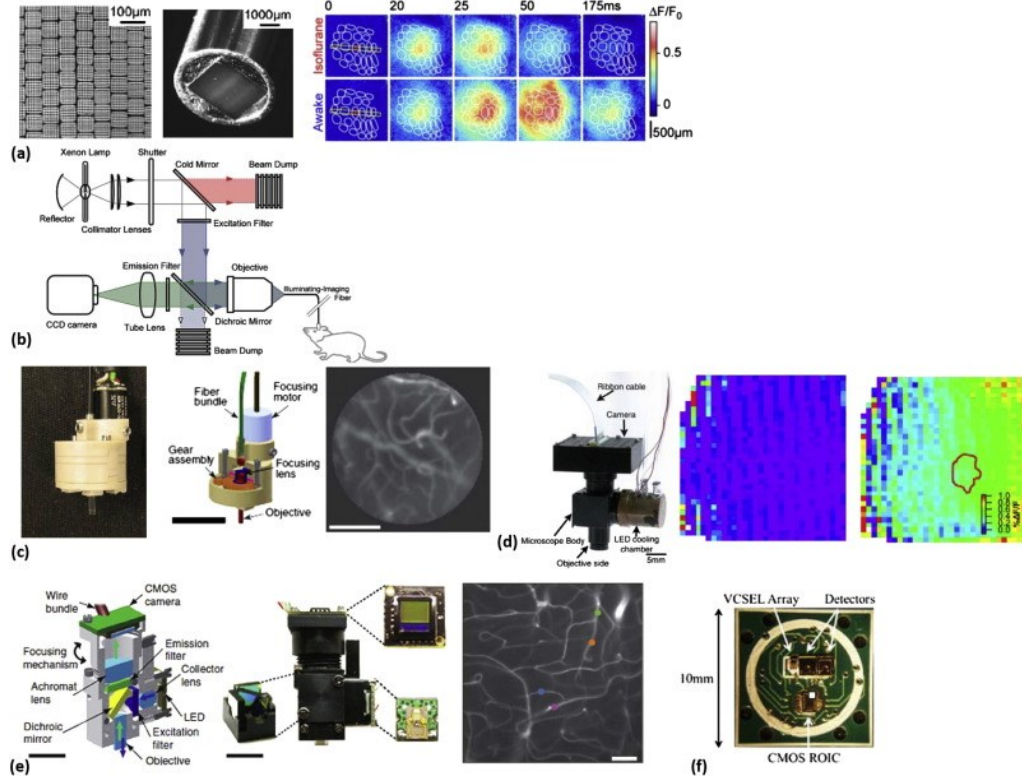 100µm
1000µm
0
20
25
50
175ms
ΔF/F₀
Isoflurane
Awake
0.5
0
500µm
(a)
Xenon Lamp
Shutter
Cold Mirror
Beam Dump
Reflector
Collimator Lenses
Excitation Filter
Emission Filter
Objective
Illuminating-Imaging
Fiber
CCD camera
Tube Lens
Dichroic Mirror
Beam Dump
(b)
Fiber
bundle
Focusing
motor
Gear
assembly
Focusing
lens
Objective
(c)
Ribbon cable
Camera
Microscope Body
LED cooling
chamber
Objective side
5mm
%ΔF/F
(d)
Wire
bundle
CMOS
camera
Focusing
mechanism
Emission
filter
Achromat
lens
Collector
lens
Dichroic
mirror
LED
Excitation
filter
Objective
(e)
VCSEL Array
Detectors
10mm
CMOS ROIC
(f)